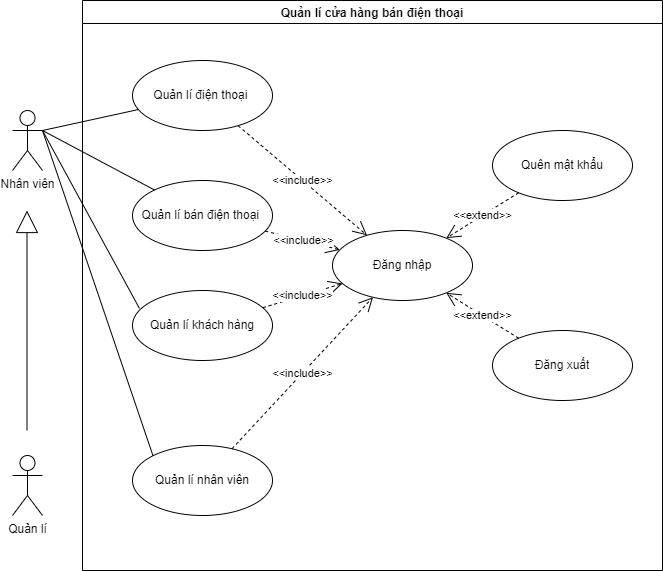 Quản lí cửa hàng bán điện thoại
Quản lí điện thoại
<<include>>
Nhân viên
Quên mật khẩu
Quản lí bán điện thoại
<<extend>>
<<include>>
Đăng nhập
<<include>>
Quản lí khách hàng
<<extend>>
Đăng xuất
<<include>>
Quản lí nhân viên
Quản lí